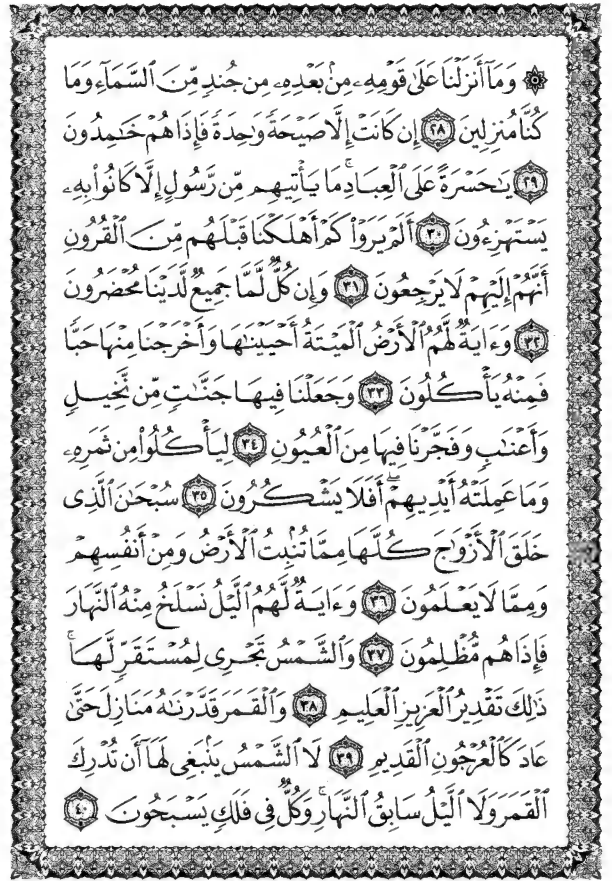 ۞ وَمَآ أَنزَلْنَا عَلَىٰ قَوْمِهِۦ مِنۢ بَعْدِهِۦ مِن جُندٍ مِّنَ ٱلسَّمَآءِ وَمَا
كُنَّا مُنزِلِينَ ٢٨ إِن كَانَتْ إِلَّا صَيْحَةً وَٰحِدَةً فَإِذَا هُمْ خَٰمِدُونَ
٢٩ يَٰحَسْرَةً عَلَى ٱلْعِبَادِ ۚ مَا يَأْتِيهِم مِّن رَّسُولٍ إِلَّا كَانُوا۟ بِهِۦ
يَسْتَهْزِءُونَ ٣٠ أَلَمْ يَرَوْا۟ كَمْ أَهْلَكْنَا قَبْلَهُم مِّنَ ٱلْقُرُونِ
أَنَّهُمْ إِلَيْهِمْ لَا يَرْجِعُونَ ٣١ وَإِن كُلٌّ لَّمَّا جَمِيعٌ لَّدَيْنَا مُحْضَرُونَ
٣٢ وَءَايَةٌ لَّهُمُ ٱلْأَرْضُ ٱلْمَيْتَةُ أَحْيَيْنَٰهَا وَأَخْرَجْنَا مِنْهَا حَبًّا
فَمِنْهُ يَأْكُلُونَ ٣٣ وَجَعَلْنَا فِيهَا جَنَّٰتٍ مِّن نَّخِيلٍ
وَأَعْنَٰبٍ وَفَجَّرْنَا فِيهَا مِنَ ٱلْعُيُونِ ٣٤ لِيَأْكُلُوا۟ مِن ثَمَرِهِۦ
وَمَا عَمِلَتْهُ أَيْدِيهِمْ ۖ أَفَلَا يَشْكُرُونَ ٣٥ سُبْحَٰنَ ٱلَّذِى
خَلَقَ ٱلْأَزْوَٰجَ كُلَّهَا مِمَّا تُنۢبِتُ ٱلْأَرْضُ وَمِنْ أَنفُسِهِمْ
وَمِمَّا لَا يَعْلَمُونَ ٣٦ وَءَايَةٌ لَّهُمُ ٱلَّيْلُ نَسْلَخُ مِنْهُ ٱلنَّهَارَ
فَإِذَا هُم مُّظْلِمُونَ ٣٧ وَٱلشَّمْسُ تَجْرِى لِمُسْتَقَرٍّ لَّهَا ۚ
ذَٰلِكَ تَقْدِيرُ ٱلْعَزِيزِ ٱلْعَلِيمِ ٣٨ وَٱلْقَمَرَ قَدَّرْنَٰهُ مَنَازِلَ حَتَّىٰ
عَادَ كَٱلْعُرْجُونِ ٱلْقَدِيمِ ٣٩ لَا ٱلشَّمْسُ يَنۢبَغِى لَهَآ أَن تُدْرِكَ
ٱلْقَمَرَ وَلَا ٱلَّيْلُ سَابِقُ ٱلنَّهَارِ ۚ وَكُلٌّ فِى فَلَكٍ يَسْبَحُونَ ٤٠